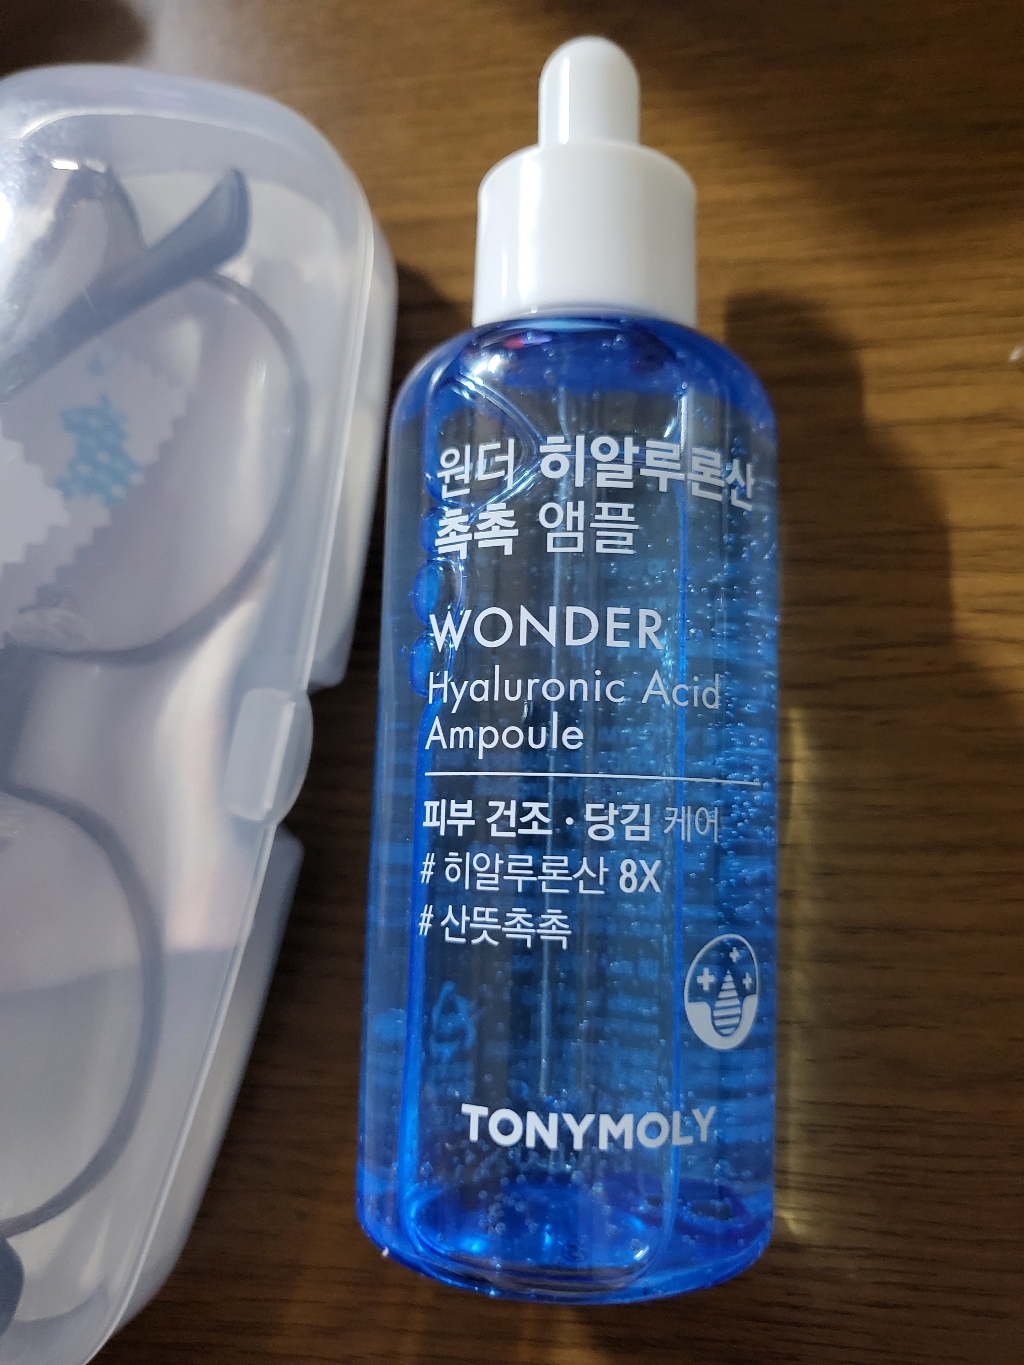 원더 히알루론산
촉촉 앰플
WONDER
Hyaluronic Acid
Ampoule
피부 건조 · 당김 케어
# 히알루론산 8X
# 산뜻촉촉
TONYMOLY